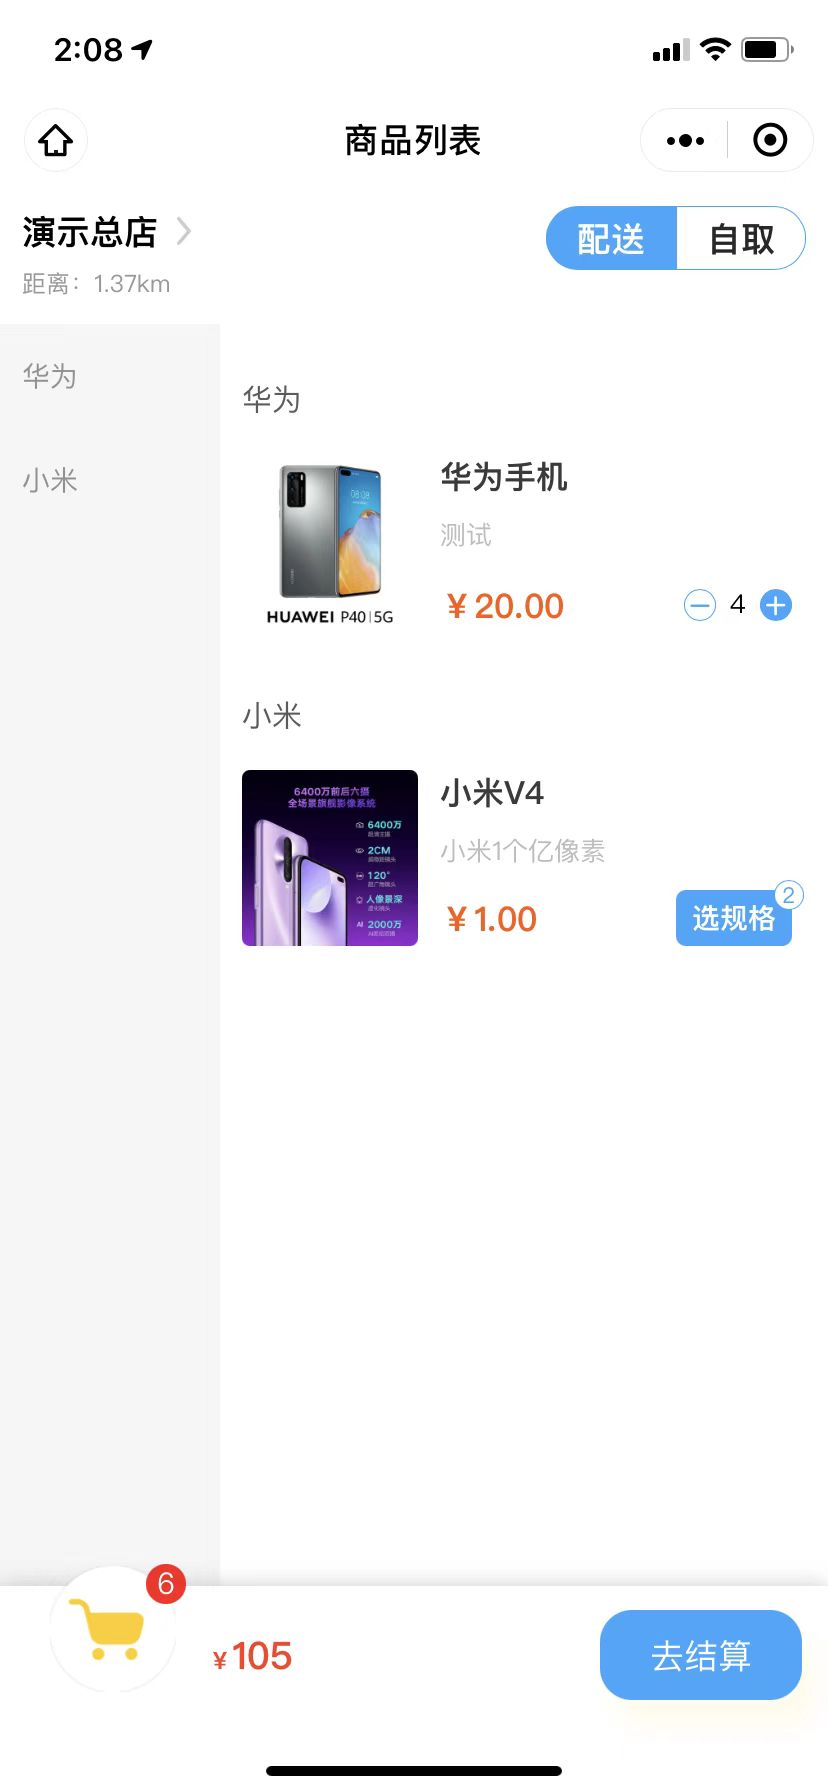 2:08
商品列表
演示总店
配送
自取
距离：1.37km
华为
小米
华为
08:08
HUAWEI P40|5G
华为手机
测试
¥ 20.00
4
小米
6400万前后六摄
全场景旗舰影像系统
6400万
2CM
120°
人像景深
AI 2000万
小米V4
小米1个亿像素
¥ 1.00
选规格
2
6
¥ 105
去结算